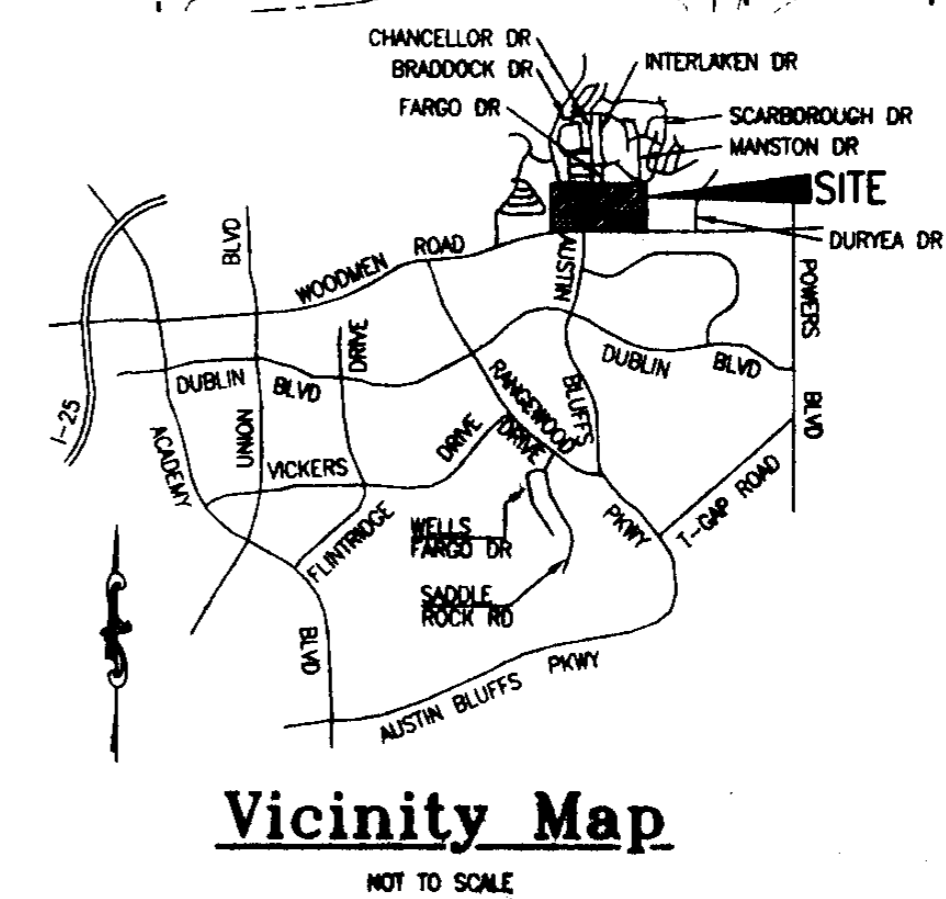 CHANCELLOR DR
BRADDOCK DR
INTERLAKEN DR
FARGO DR
SCARBOROUGH DR
MANSTON DR
SITE
DURYEA DR
BLVD
WOODMEN ROAD
AUSTIN
POWERS
DRIVE
DUBLIN BLVD
DUBLIN BLVD
I-25
RANGEWOOD
DRIVE
BLUFFS
BLVD
ACADEMY
UNION
VICKERS
DRIVE
T-GAP ROAD
PKWY
FLINTRIDGE
WELLS
FARGO DR
SADDLE
ROCK RD
BLVD
AUSTIN BLUFFS PKWY
Vicinity Map
NOT TO SCALE